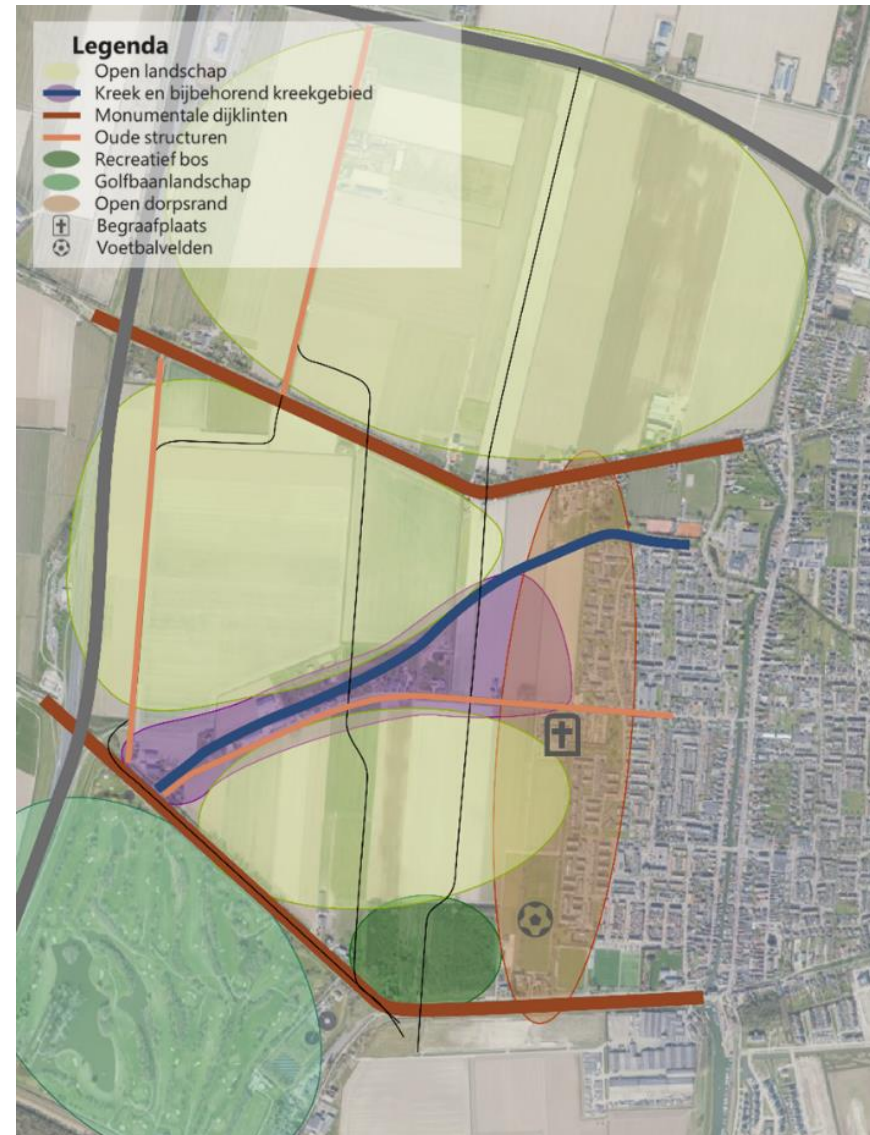 Legenda
Open landschap
Kreek en bijbehorend kreekgebied
Monumentale dijklinten
Oude structuren
Recreatief bos
Golfbaanlandschap
Open dorpsrand
Begraafplaats
Voetbalvelden